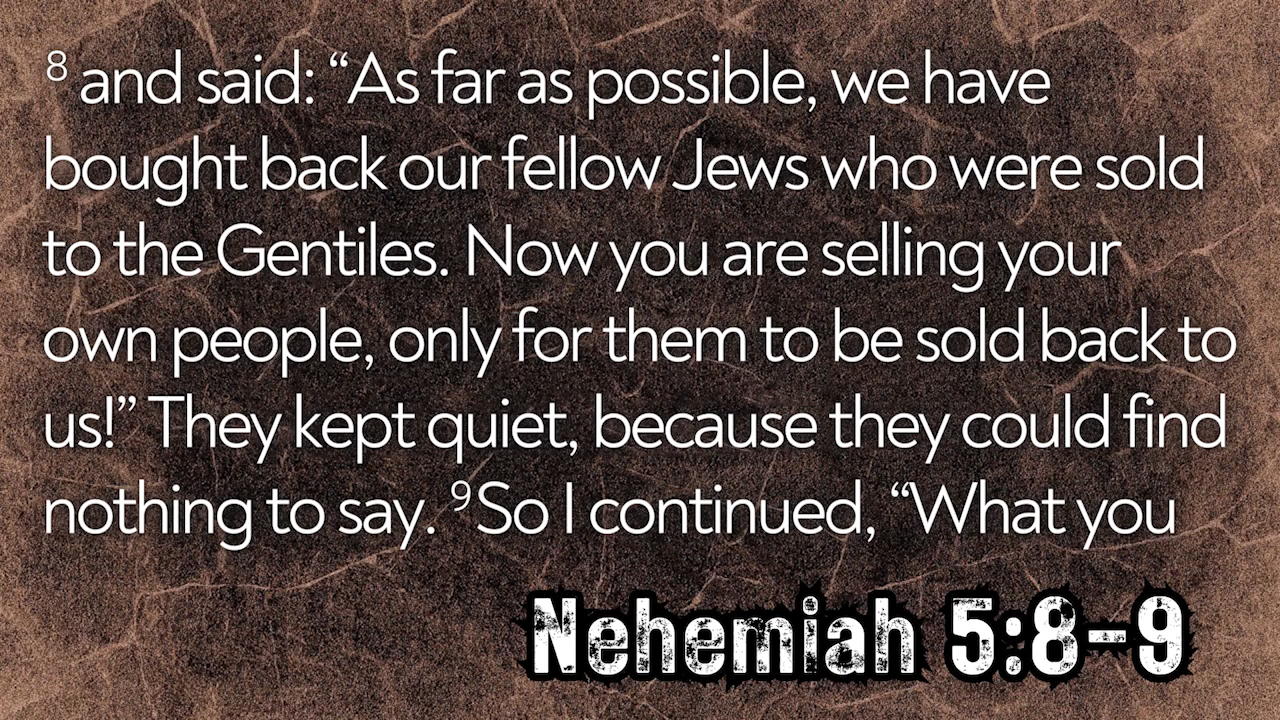 ⁸ and said: “As far as possible, we have
bought back our fellow Jews who were sold
to the Gentiles. Now you are selling your
own people, only for them to be sold back to
us!” They kept quiet, because they could find
nothing to say. ⁹ So I continued, “What you
Nehemiah 5:8-9